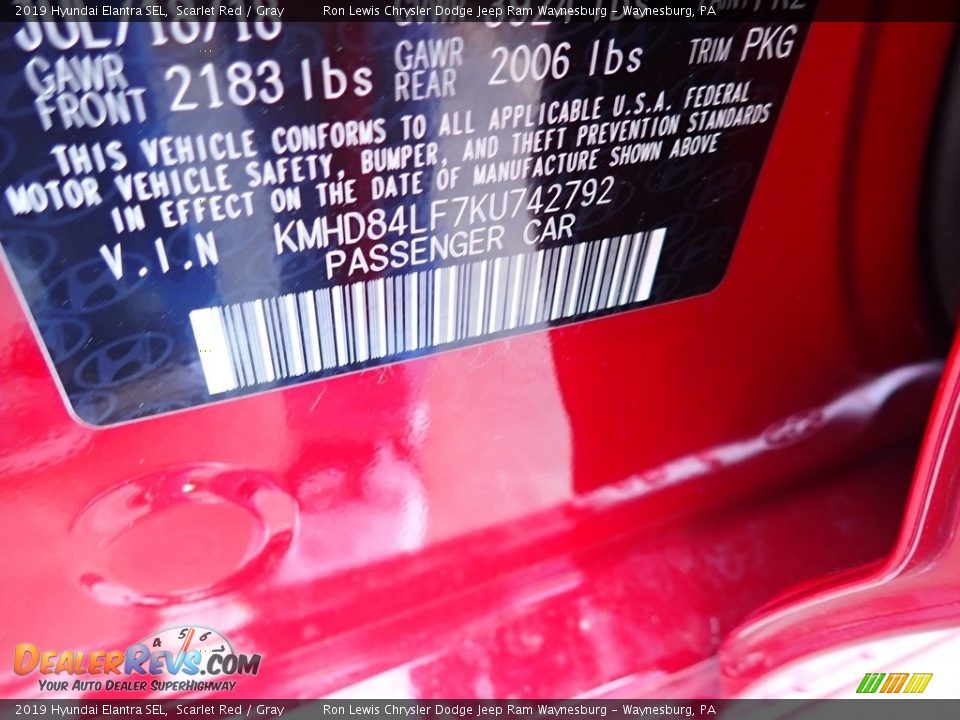 2019 Hyundai Elantra SEL, Scarlet Red / Gray Ron Lewis Chrysler Dodge Jeep Ram Waynesburg - Waynesburg, PA
GAWR FRONT 2183 lbs GAWR REAR 2006 lbs TRIM PKG
THIS VEHICLE CONFORMS TO ALL APPLICABLE U.S.A. FEDERAL
MOTOR VEHICLE SAFETY, BUMPER, AND THEFT PREVENTION STANDARDS
IN EFFECT ON THE DATE OF MANUFACTURE SHOWN ABOVE
V.I.N KMHD84LF7KU742792
PASSENGER CAR
4 5 6
DealerRevs.com
Your Auto Dealer SuperHighway
2019 Hyundai Elantra SEL, Scarlet Red / Gray Ron Lewis Chrysler Dodge Jeep Ram Waynesburg - Waynesburg, PA